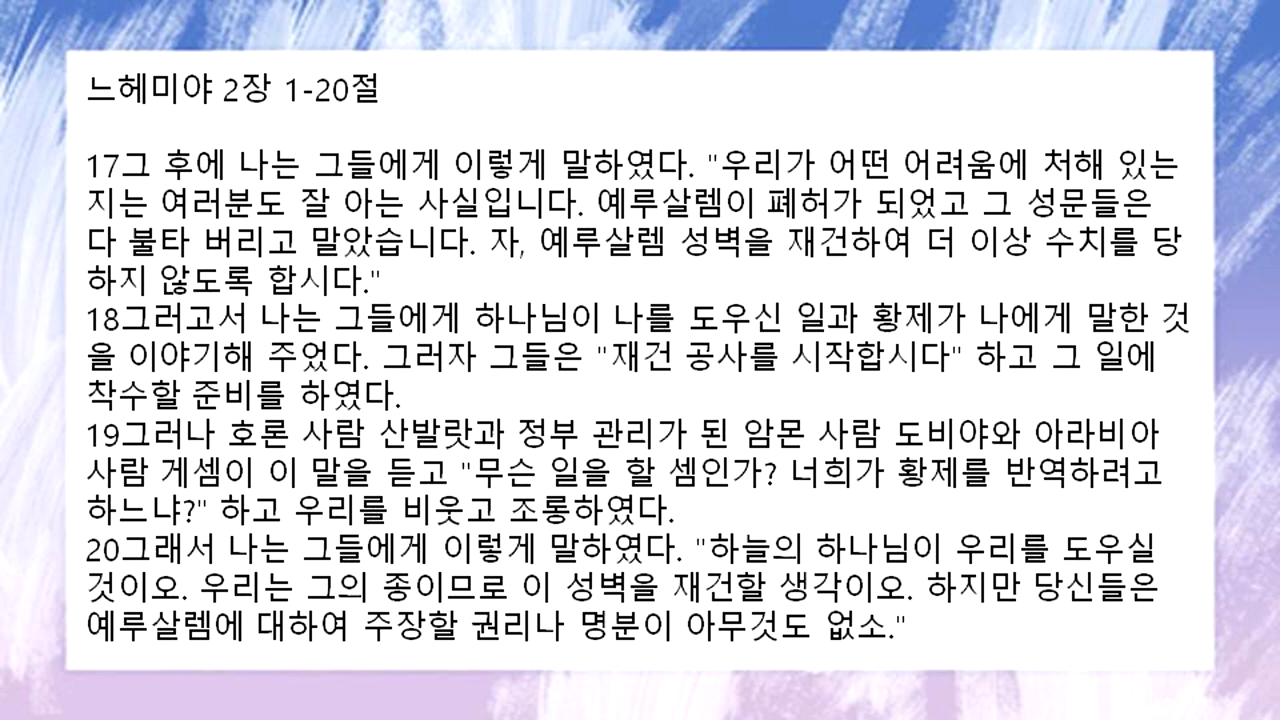 느헤미야 2장 1-20절
17그 후에 나는 그들에게 이렇게 말하였다. "우리가 어떤 어려움에 처해 있는
지는 여러분도 잘 아는 사실입니다. 예루살렘이 폐허가 되었고 그 성문들은
다 불타 버리고 말았습니다. 자, 예루살렘 성벽을 재건하여 더 이상 수치를 당
하지 않도록 합시다."
18그러고서 나는 그들에게 하나님이 나를 도우신 일과 황제가 나에게 말한 것
을 이야기해 주었다. 그러자 그들은 "재건 공사를 시작합시다" 하고 그 일에
착수할 준비를 하였다.
19그러나 호론 사람 산발랏과 정부 관리가 된 암몬 사람 도비야와 아라비아
사람 게셈이 이 말을 듣고 "무슨 일을 할 셈인가? 너희가 황제를 반역하려고
하느냐?" 하고 우리를 비웃고 조롱하였다.
20그래서 나는 그들에게 이렇게 말하였다. "하늘의 하나님이 우리를 도우실
것이오. 우리는 그의 종이므로 이 성벽을 재건할 생각이오. 하지만 당신들은
예루살렘에 대하여 주장할 권리나 명분이 아무것도 없소."